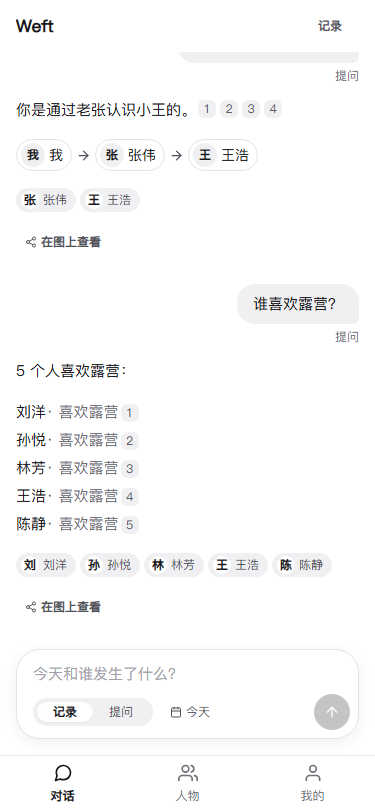 Weft 记录
提问
你是通过老张认识小王的。 1 2 3 4
我 我 → 张 张伟 → 王 王浩
张 张伟 王 王浩
在图上查看
谁喜欢露营？
提问
5 个人喜欢露营：
刘洋· 喜欢露营 1
孙悦· 喜欢露营 2
林芳· 喜欢露营 3
王浩· 喜欢露营 4
陈静· 喜欢露营 5
刘 刘洋 孙 孙悦 林 林芳 王 王浩 陈 陈静
在图上查看
今天和谁发生了什么？
记录 提问 今天
对话 人物 我的